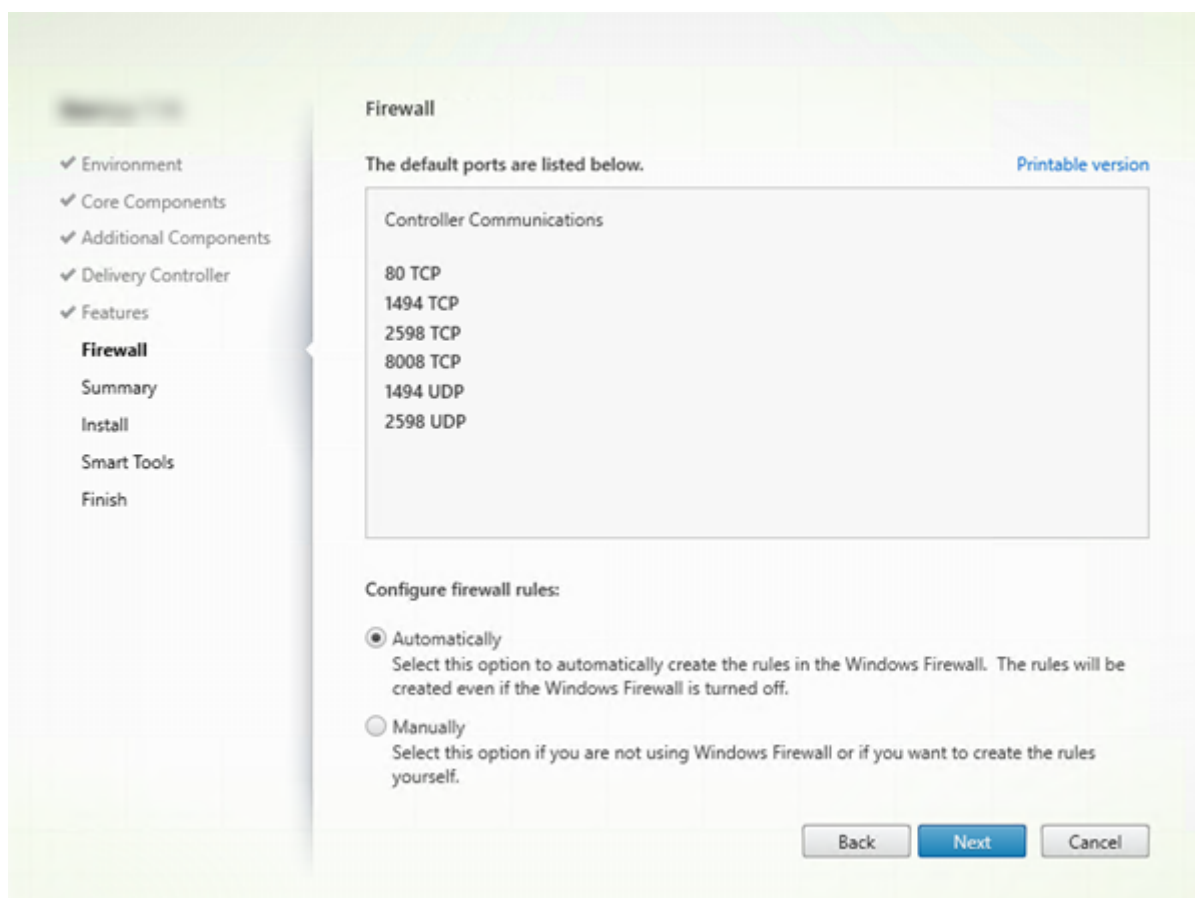 Environment
Core Components
Additional Components
Delivery Controller
Features
Firewall
Summary
Install
Smart Tools
Finish
Firewall
The default ports are listed below.
Printable version
Controller Communications
80 TCP
1494 TCP
2598 TCP
8008 TCP
1494 UDP
2598 UDP
Configure firewall rules:
Automatically
Select this option to automatically create the rules in the Windows Firewall. The rules will be
created even if the Windows Firewall is turned off.
Manually
Select this option if you are not using Windows Firewall or if you want to create the rules
yourself.
Back
Next
Cancel